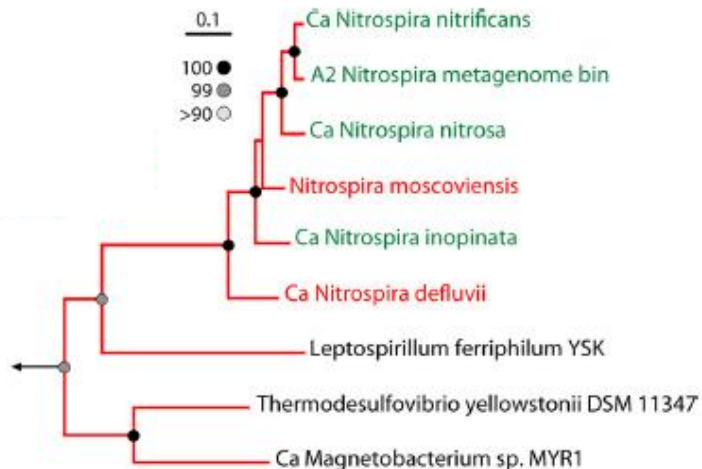 0.1
100
99
>90
Ca Nitrospira nitrificans
A2 Nitrospira metagenome bin
Ca Nitrospira nitrosa
Nitrospira moscoviensis
Ca Nitrospira inopinata
Ca Nitrospira defluvii
Leptospirillum ferriphilum YSK
Thermodesulfovibrio yellowstonii DSM 11347
Ca Magnetobacterium sp. MYR1